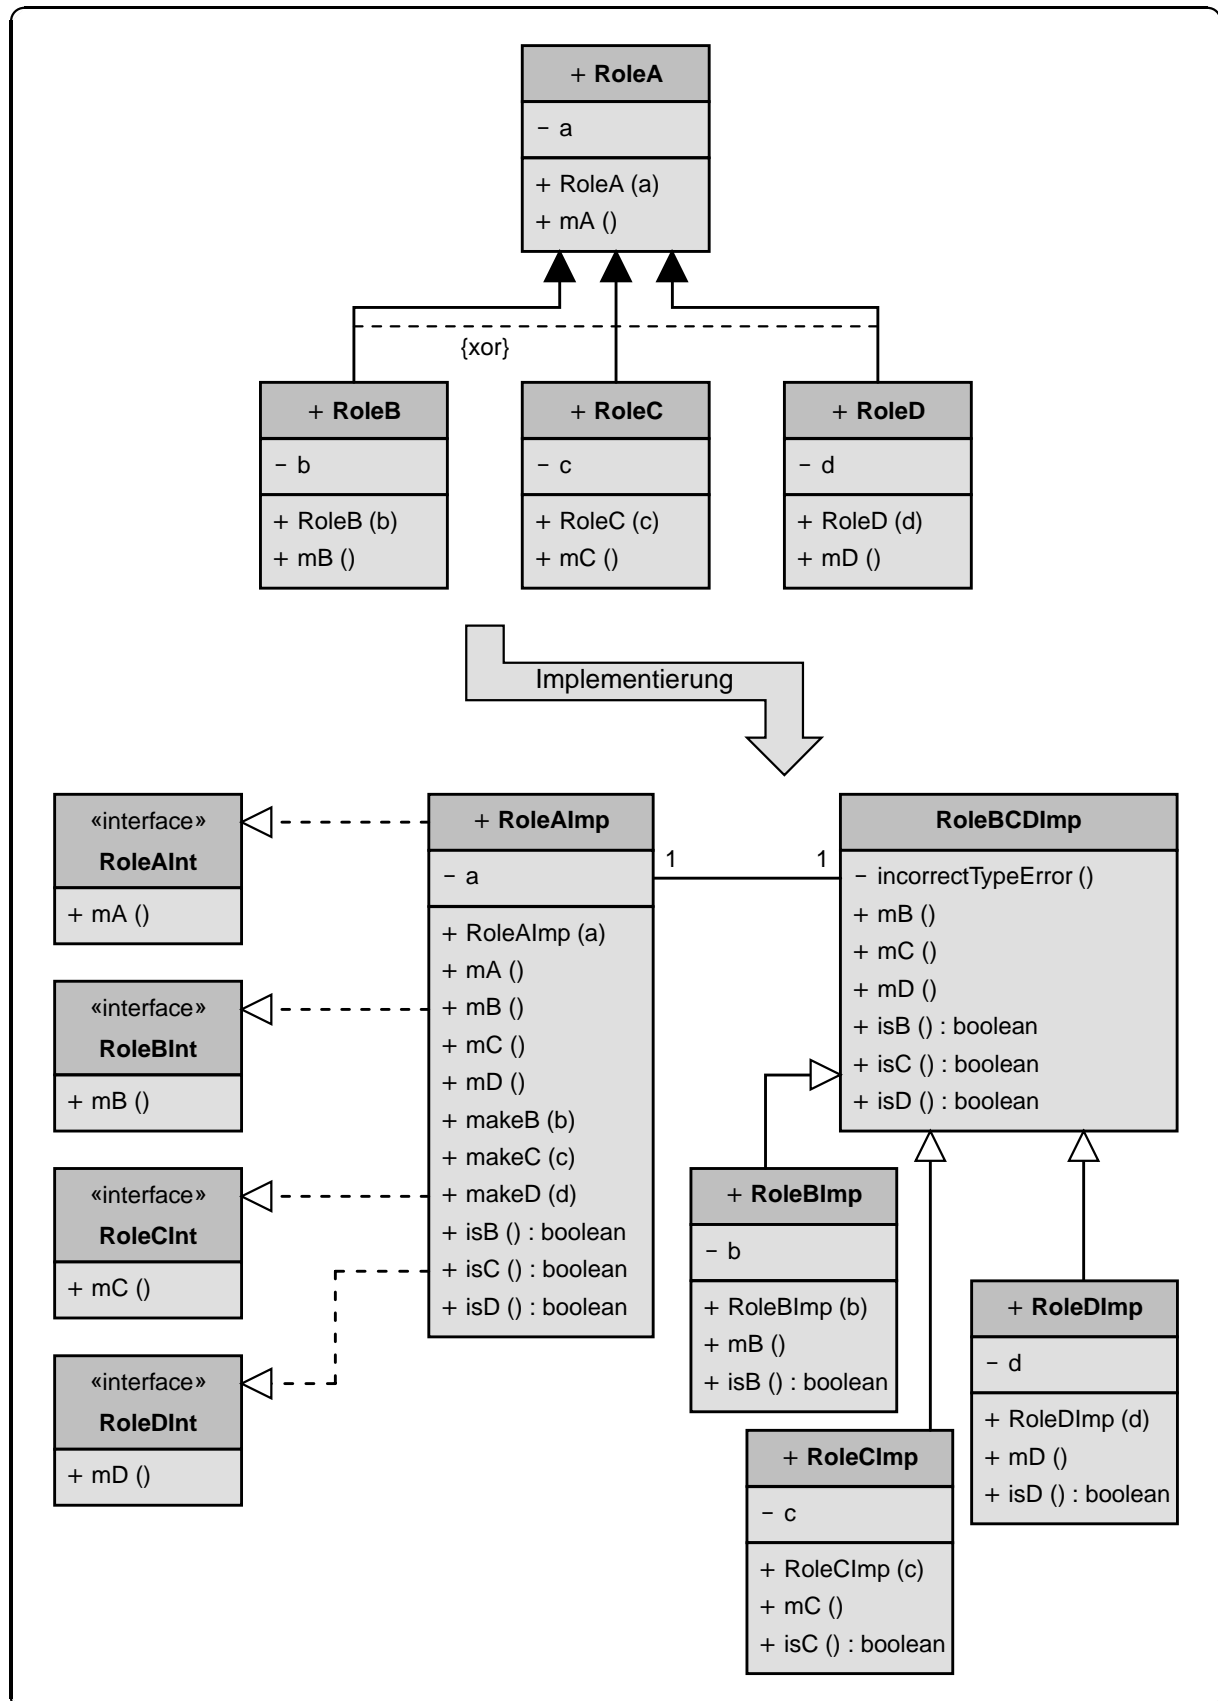 + RoleA
− a
+ RoleA (a)
+ mA ()
{xor}
+ RoleB
− b
+ RoleB (b)
+ mB ()
+ RoleC
− c
+ RoleC (c)
+ mC ()
+ RoleD
− d
+ RoleD (d)
+ mD ()
Implementierung
«interface»
RoleAInt
+ mA ()
«interface»
RoleBInt
+ mB ()
«interface»
RoleCInt
+ mC ()
«interface»
RoleDInt
+ mD ()
+ RoleAImp
− a
+ RoleAImp (a)
+ mA ()
+ mB ()
+ mC ()
+ mD ()
+ makeB (b)
+ makeC (c)
+ makeD (d)
+ isB () : boolean
+ isC () : boolean
+ isD () : boolean
1
1
RoleBCDImp
− incorrectTypeError ()
+ mB ()
+ mC ()
+ mD ()
+ isB () : boolean
+ isC () : boolean
+ isD () : boolean
+ RoleBImp
− b
+ RoleBImp (b)
+ mB ()
+ isB () : boolean
+ RoleCImp
− c
+ RoleCImp (c)
+ mC ()
+ isC () : boolean
+ RoleDImp
− d
+ RoleDImp (d)
+ mD ()
+ isD () : boolean